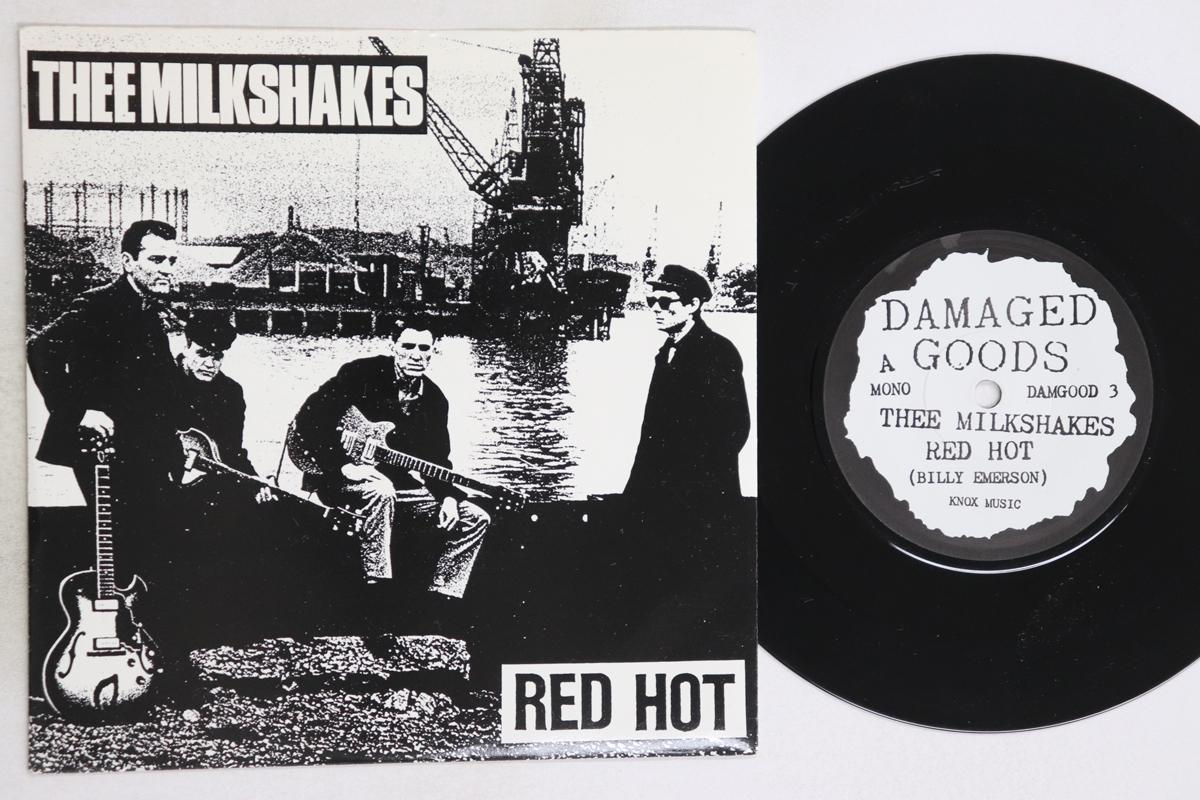 THEE MILKSHAKES
RED HOT
DAMAGED
A GOODS
MONO DAMGOOD 3
THEE MILKSHAKES
RED HOT
(BILLY EMERSON)
KNOX MUSIC